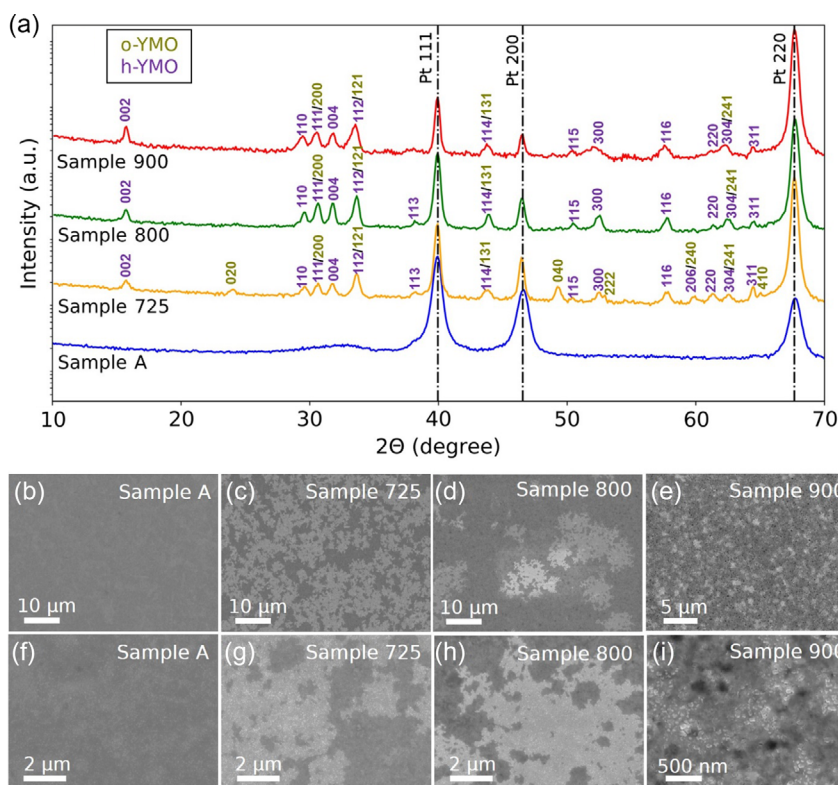 (a)
o-YMO
h-YMO
Pt 111
Pt 200
Pt 220
002
110
111/200
004
112/121
114/131
115
300
116
220
304/241
311
Sample 900
002
110
111/200
004
112/121
113
114/131
115
300
116
220
304/241
311
Sample 800
002
020
110
111/200
004
112/121
113
114/131
040
115
300
222
116
206/240
220
304/241
311
410
Sample 725
Sample A
Intensity (a.u.)
10 20 30 40 50 60 70
2Θ (degree)
(b) Sample A
10 μm
(c) Sample 725
10 μm
(d) Sample 800
10 μm
(e) Sample 900
5 μm
(f) Sample A
2 μm
(g) Sample 725
2 μm
(h) Sample 800
2 μm
(i) Sample 900
500 nm